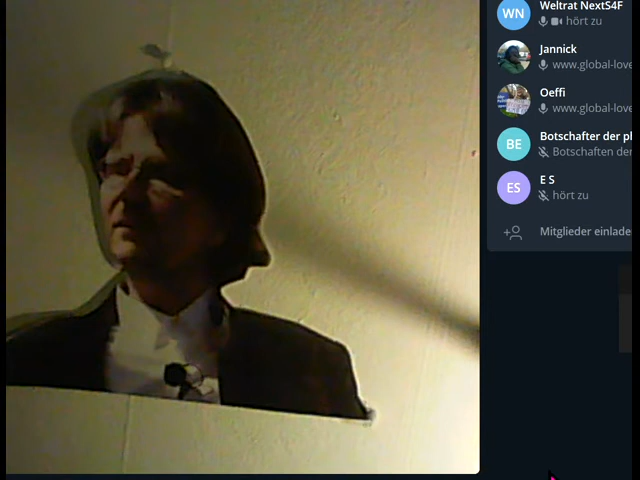 WN
Weltrat NextS4F
hört zu
Jannick
www.global-love
Oeffi
www.global-love
BE
Botschafter der pl
Botschaften der
ES
E S
hört zu
Mitglieder einlade